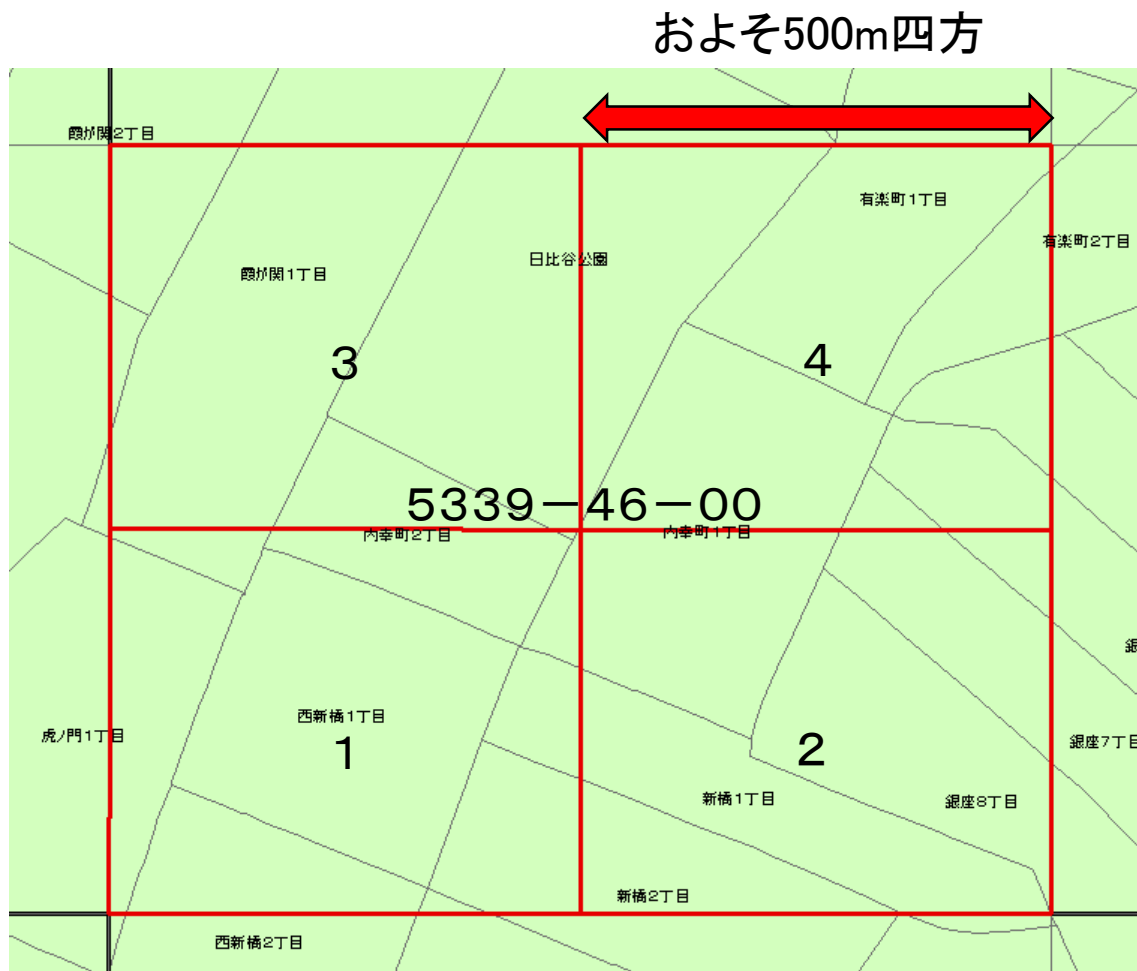 およそ500m四方
霞が関2丁目
有楽町1丁目
有楽町2丁目
日比谷公園
霞が関1丁目
3
4
5339－46－00
内幸町2丁目
内幸町1丁目
銀
西新橋1丁目
虎ノ門1丁目
1
2
銀座7丁目
新橋1丁目
銀座8丁目
新橋2丁目
西新橋2丁目